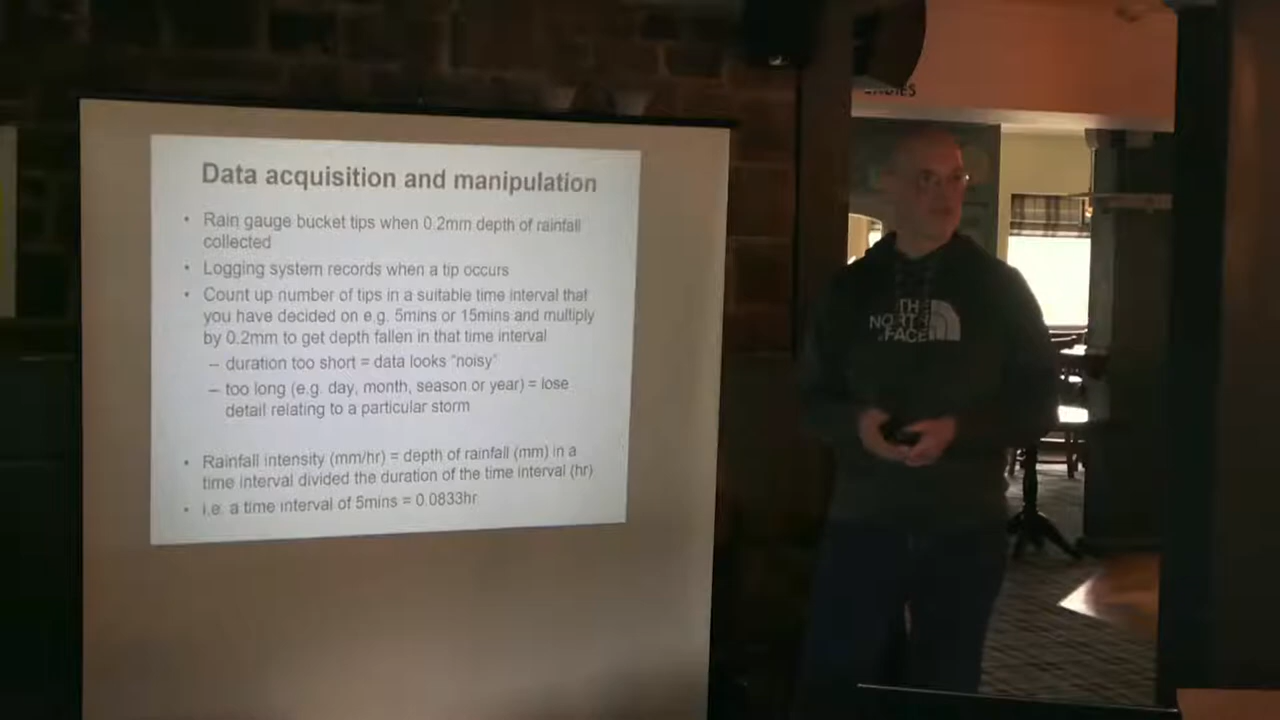 Data acquisition and manipulation
• Rain gauge bucket tips when 0.2mm depth of rainfall
collected
• Logging system records when a tip occurs
• Count up number of tips in a suitable time interval that
you have decided on e.g. 5mins or 15mins and multiply
by 0.2mm to get depth fallen in that time interval
– duration too short = data looks "noisy"
– too long (e.g. day, month, season or year) = lose
detail relating to a particular storm
• Rainfall intensity (mm/hr) = depth of rainfall (mm) in a
time interval divided the duration of the time interval (hr)
• i.e. a time interval of 5mins = 0.0833hr
THE
NORTH
FACE